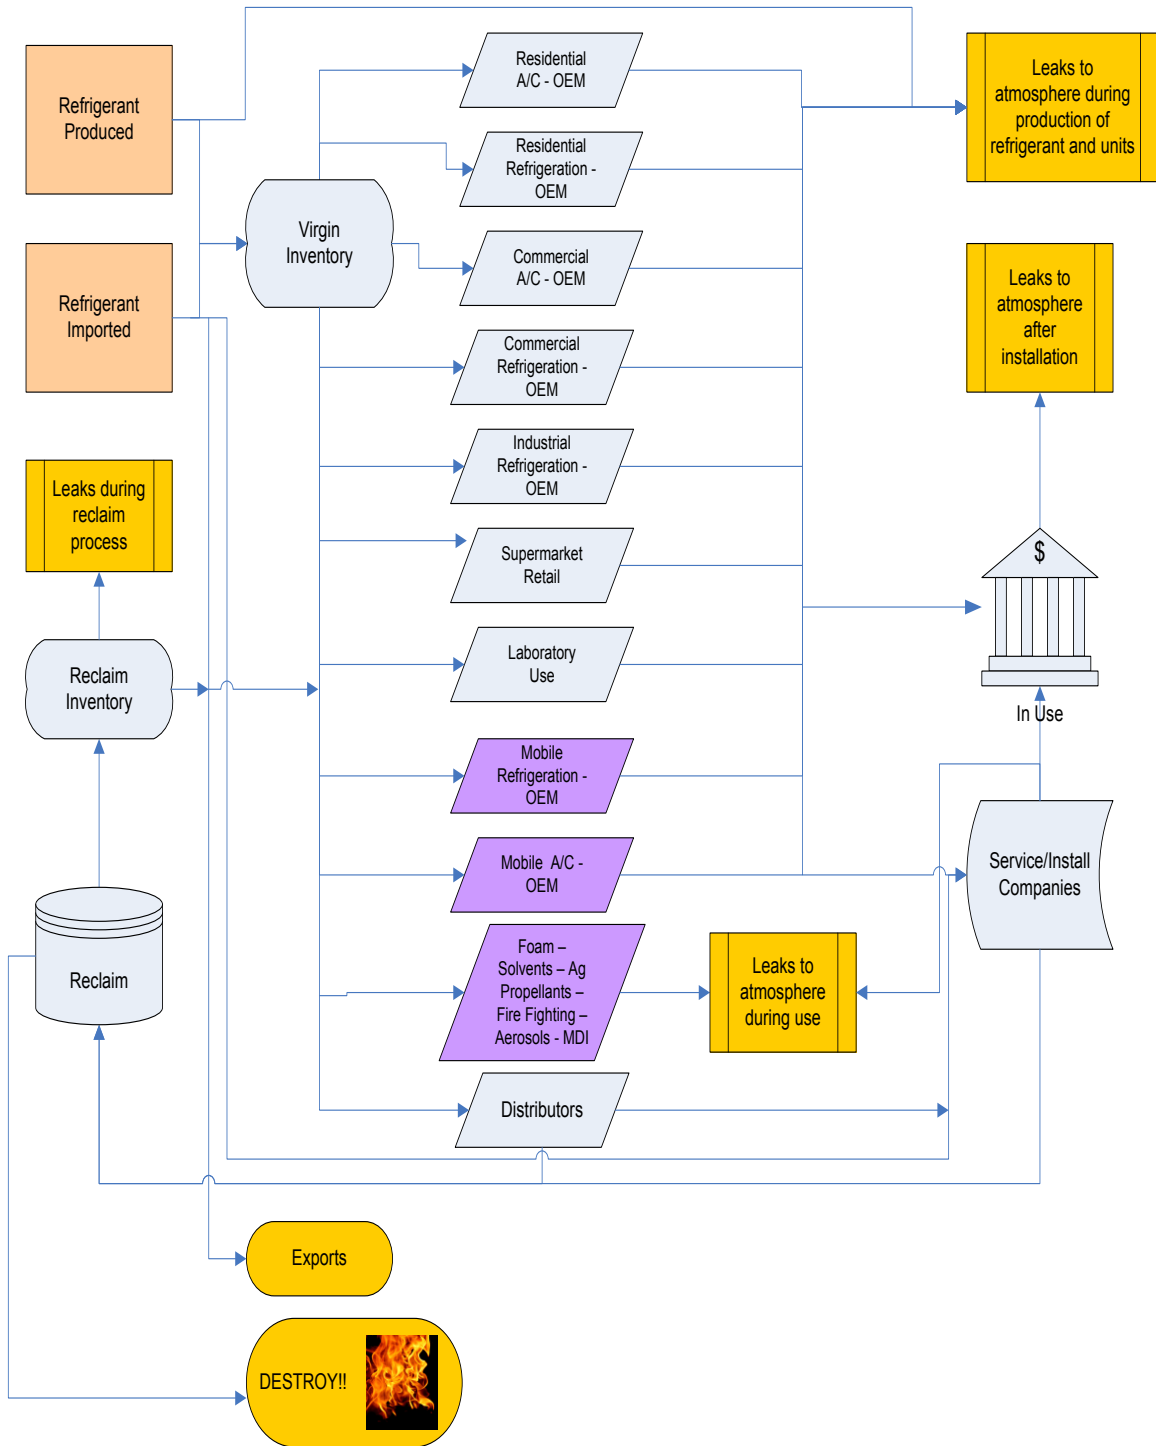 Refrigerant
Produced
Refrigerant
Imported
Leaks during
reclaim
process
Reclaim
Inventory
Reclaim
Virgin
Inventory
Residential
A/C - OEM
Residential
Refrigeration -
OEM
Commercial
A/C - OEM
Commercial
Refrigeration -
OEM
Industrial
Refrigeration -
OEM
Supermarket
Retail
Laboratory
Use
Mobile
Refrigeration -
OEM
Mobile A/C -
OEM
Foam –
Solvents – Ag
Propellants –
Fire Fighting –
Aerosols - MDI
Distributors
Leaks to
atmosphere
during use
Leaks to
atmosphere during
production of
refrigerant and units
Leaks to
atmosphere
after
installation
$
In Use
Service/Install
Companies
Exports
DESTROY!!